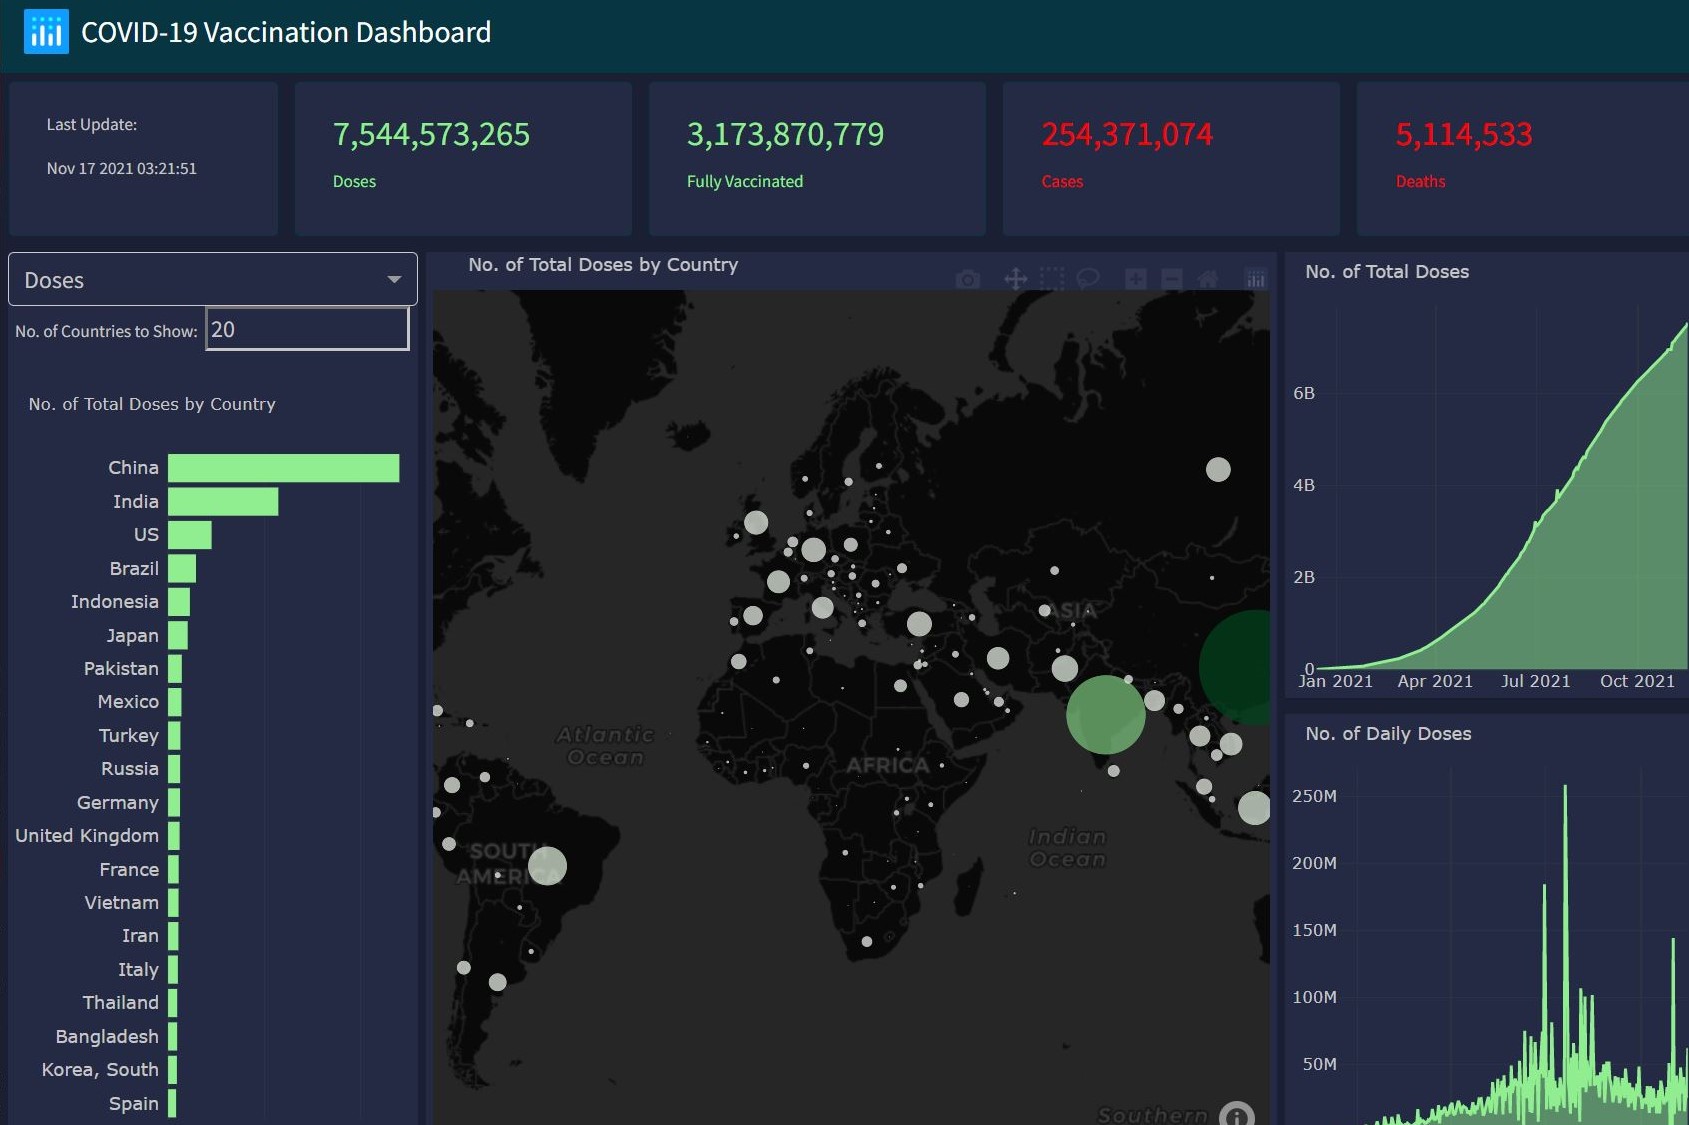 COVID-19 Vaccination Dashboard
Last Update:
Nov 17 2021 03:21:51
7,544,573,265
Doses
3,173,870,779
Fully Vaccinated
254,371,074
Cases
5,114,533
Deaths
Doses
No. of Countries to Show: 20
No. of Total Doses by Country
China
India
US
Brazil
Indonesia
Japan
Pakistan
Mexico
Turkey
Russia
Germany
United Kingdom
France
Vietnam
Iran
Italy
Thailand
Bangladesh
Korea, South
Spain
No. of Total Doses by Country
ASIA
Atlantic
Ocean
AFRICA
Indian
Ocean
SOUTH
AMERICA
Southern
No. of Total Doses
6B
4B
2B
0
Jan 2021 Apr 2021 Jul 2021 Oct 2021
No. of Daily Doses
250M
200M
150M
100M
50M